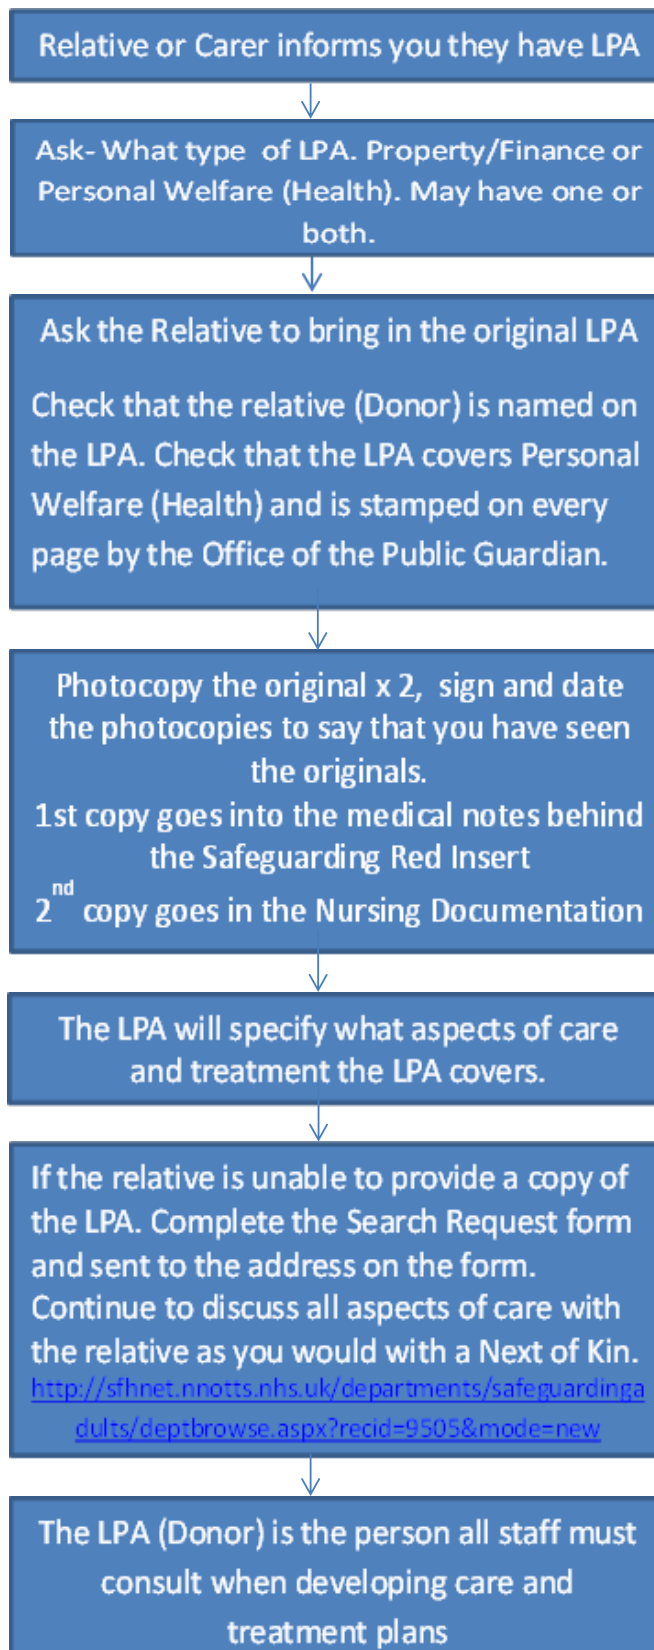 Relative or Carer informs you they have LPA
Ask- What type of LPA. Property/Finance or
Personal Welfare (Health). May have one or
both.
Ask the Relative to bring in the original LPA
Check that the relative (Donor) is named on
the LPA. Check that the LPA covers Personal
Welfare (Health) and is stamped on every
page by the Office of the Public Guardian.
Photocopy the original x 2, sign and date
the photocopies to say that you have seen
the originals.
1st copy goes into the medical notes behind
the Safeguarding Red Insert
2nd copy goes in the Nursing Documentation
The LPA will specify what aspects of care
and treatment the LPA covers.
If the relative is unable to provide a copy of
the LPA. Complete the Search Request form
and sent to the address on the form.
Continue to discuss all aspects of care with
the relative as you would with a Next of Kin.
http://sfhnet.nnotts.nhs.uk/departments/safeguardinga
dults/deptbrowse.aspx?recid=9505&mode=new
The LPA (Donor) is the person all staff must
consult when developing care and
treatment plans